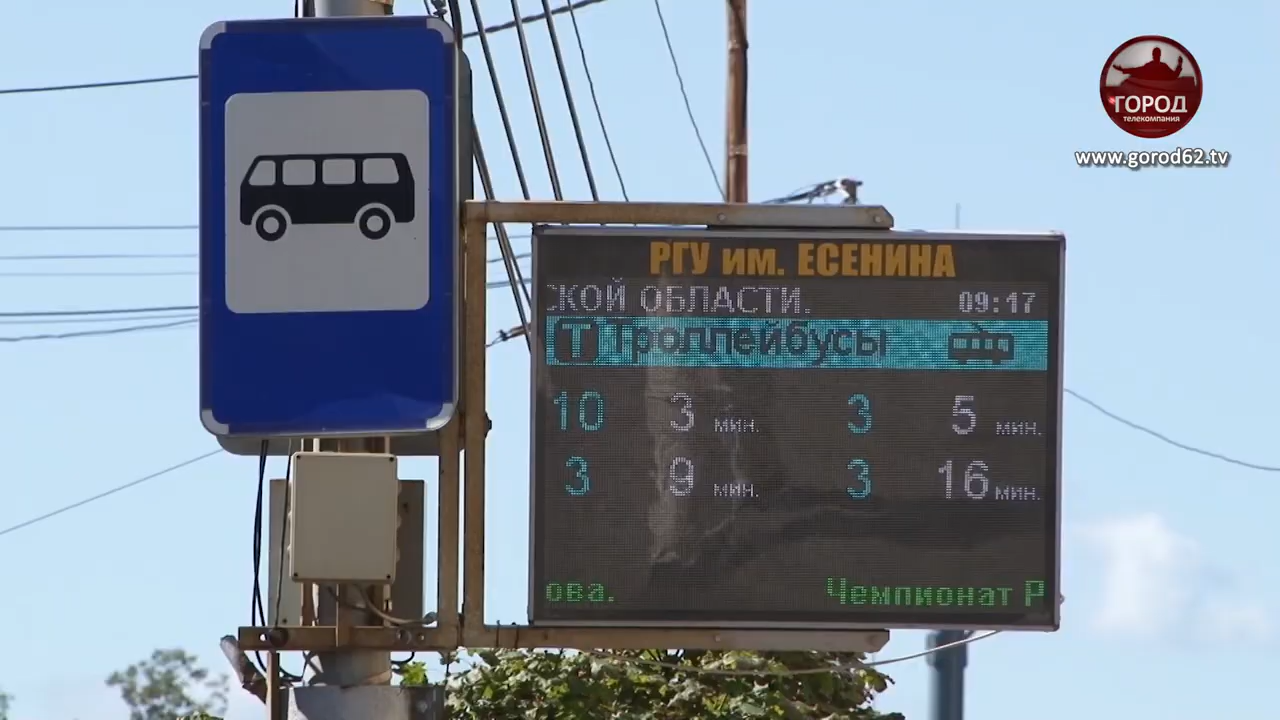 ГОРОД
телекомпания
www.gorod62.tv
РГУ им. ЕСЕНИНА
СКОЙ ОБЛАСТИ. 09:17
Т Троллейбусы
10 3 мин. 3 5 мин.
3 9 мин. 3 16 мин.
ова. Чемпионат Р